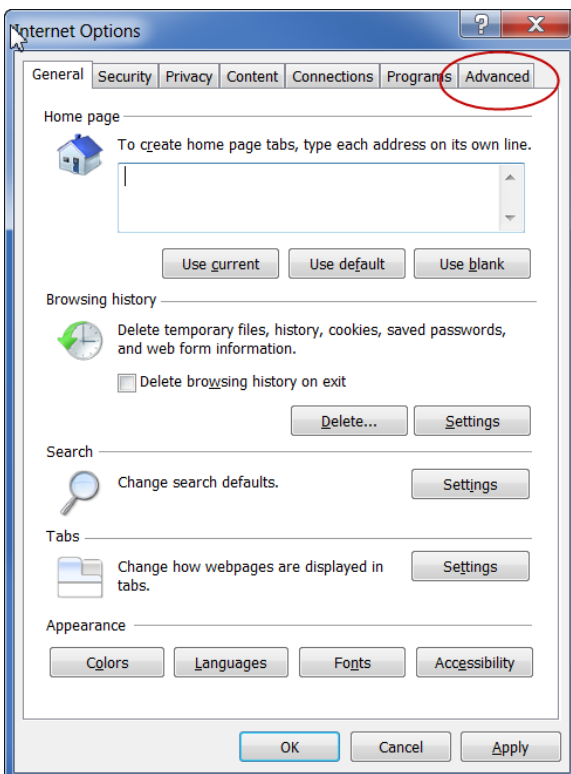 Internet Options
General Security Privacy Content Connections Programs Advanced
Home page
To create home page tabs, type each address on its own line.
Use current Use default Use blank
Browsing history
Delete temporary files, history, cookies, saved passwords,
and web form information.
Delete browsing history on exit
Delete... Settings
Search
Change search defaults. Settings
Tabs
Change how webpages are displayed in Settings
tabs.
Appearance
Colors Languages Fonts Accessibility
OK Cancel Apply